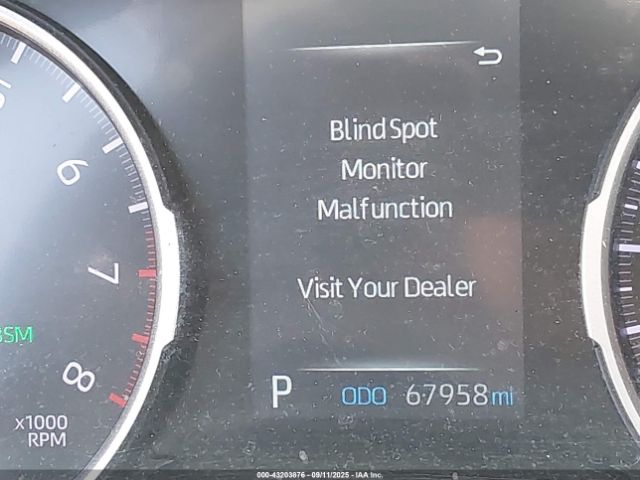 Blind Spot
Monitor
Malfunction
Visit Your Dealer
P ODO 67958 mi
6
7
8
BSM
x1000
RPM
000-43203876 - 09/11/2025 - IAA Inc.